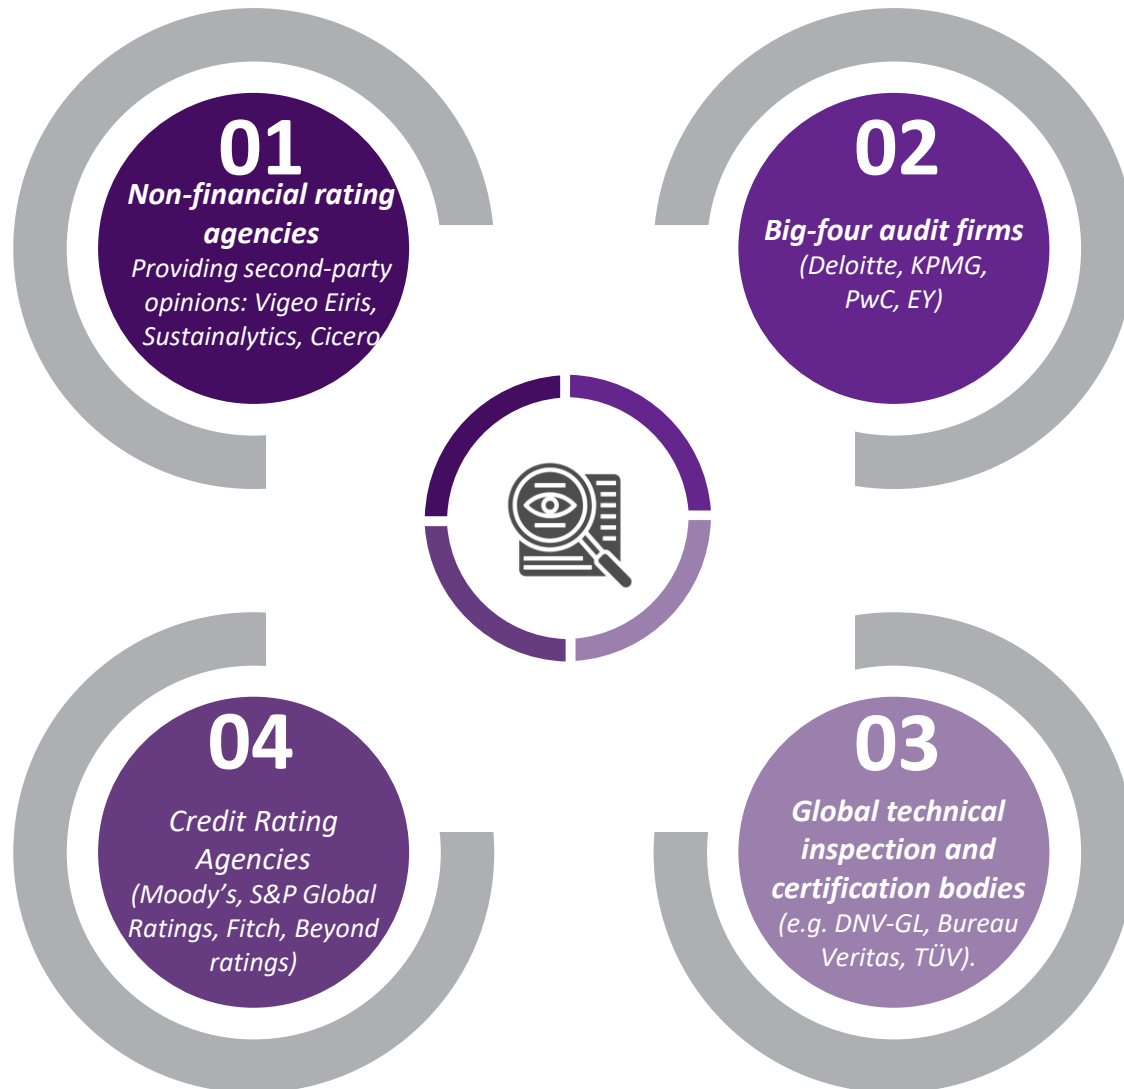 01
Non-financial rating
agencies
Providing second-party
opinions: Vigeo Eiris,
Sustainalytics, Cicero
02
Big-four audit firms
(Deloitte, KPMG,
PwC, EY)
04
Credit Rating
Agencies
(Moody’s, S&P Global
Ratings, Fitch, Beyond
ratings)
03
Global technical
inspection and
certification bodies
(e.g. DNV-GL, Bureau
Veritas, TÜV).